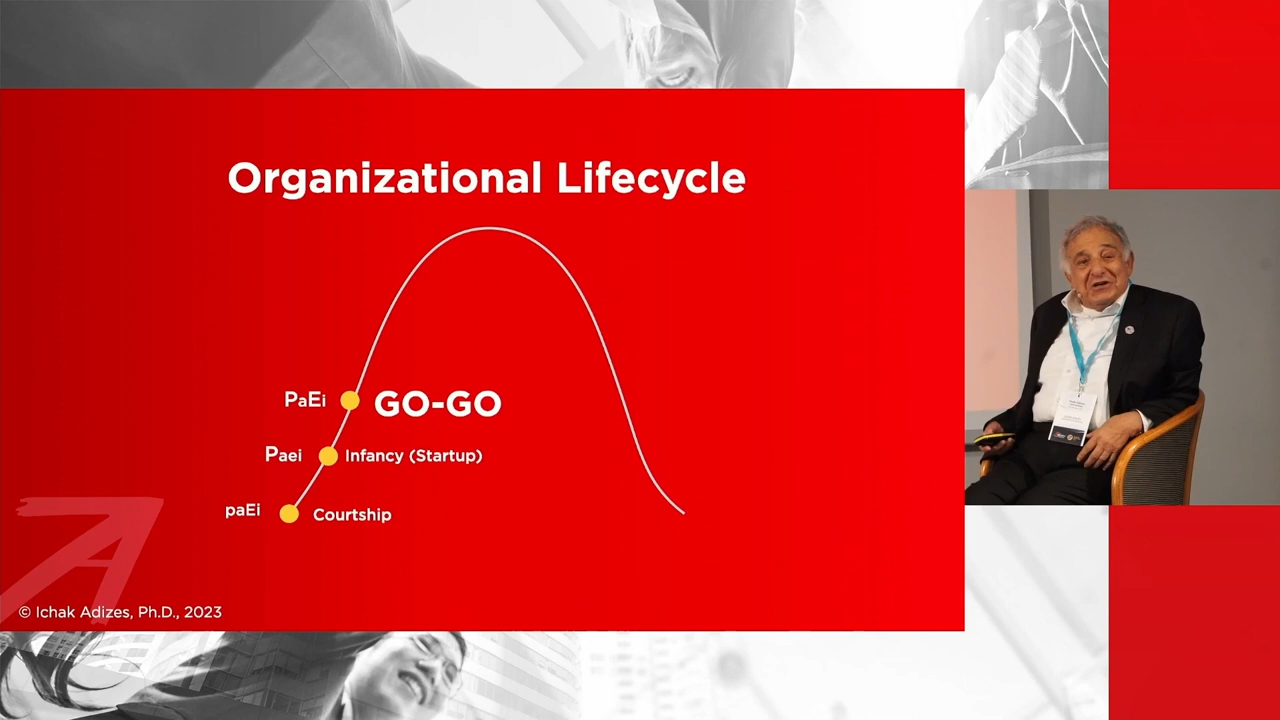 Organizational Lifecycle
PaEi
GO-GO
Paei
Infancy (Startup)
paEi
Courtship
© Ichak Adizes, Ph.D., 2023